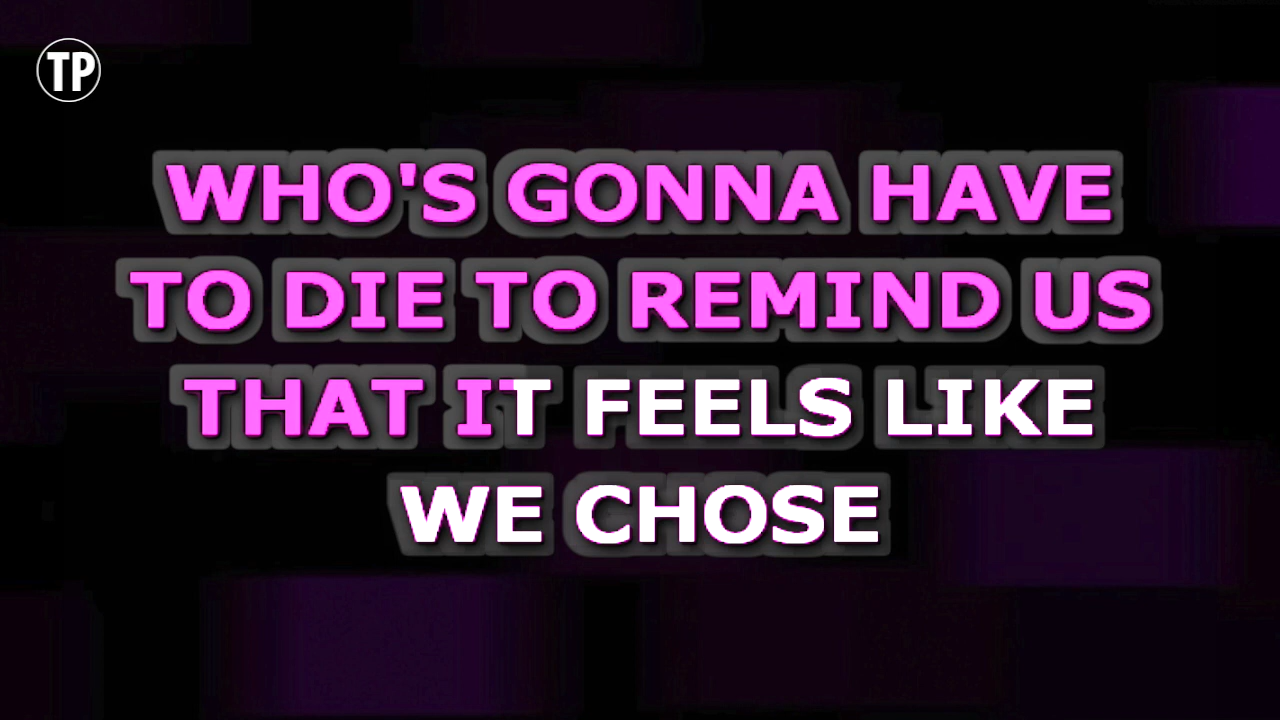 TP
WHO'S GONNA HAVE
TO DIE TO REMIND US
THAT IT FEELS LIKE
WE CHOSE